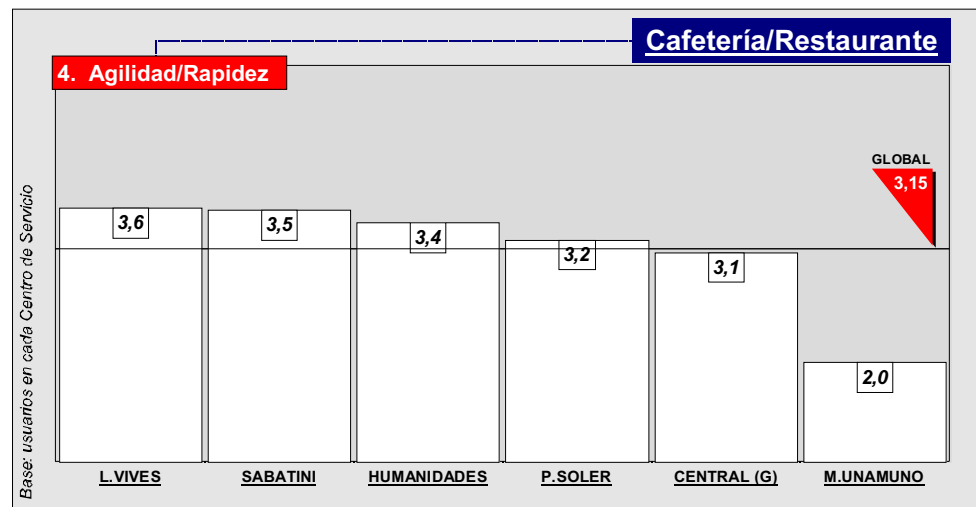 Cafetería/Restaurante
4. Agilidad/Rapidez
GLOBAL
3,15
Base: usuarios en cada Centro de Servicio
3,6
3,5
3,4
3,2
3,1
2,0
L.VIVES
SABATINI
HUMANIDADES
P.SOLER
CENTRAL (G)
M.UNAMUNO